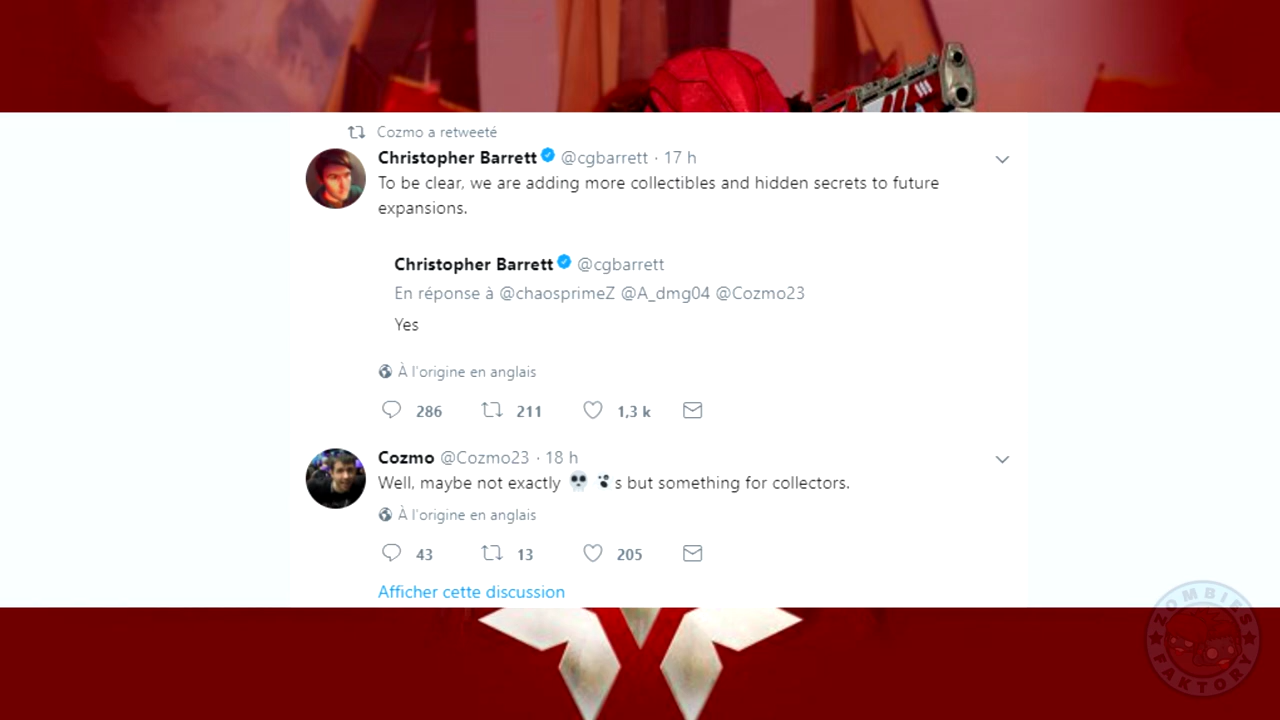 Cozmo a retweeté
Christopher Barrett @cgbarrett · 17 h
To be clear, we are adding more collectibles and hidden secrets to future
expansions.
Christopher Barrett @cgbarrett
En réponse à @chaosprimeZ @A_dmg04 @Cozmo23
Yes
À l'origine en anglais
286 211 1,3 k
Cozmo @Cozmo23 · 18 h
Well, maybe not exactly 💀 s but something for collectors.
À l'origine en anglais
43 13 205
Afficher cette discussion
ZOMBIES
FAKTORY